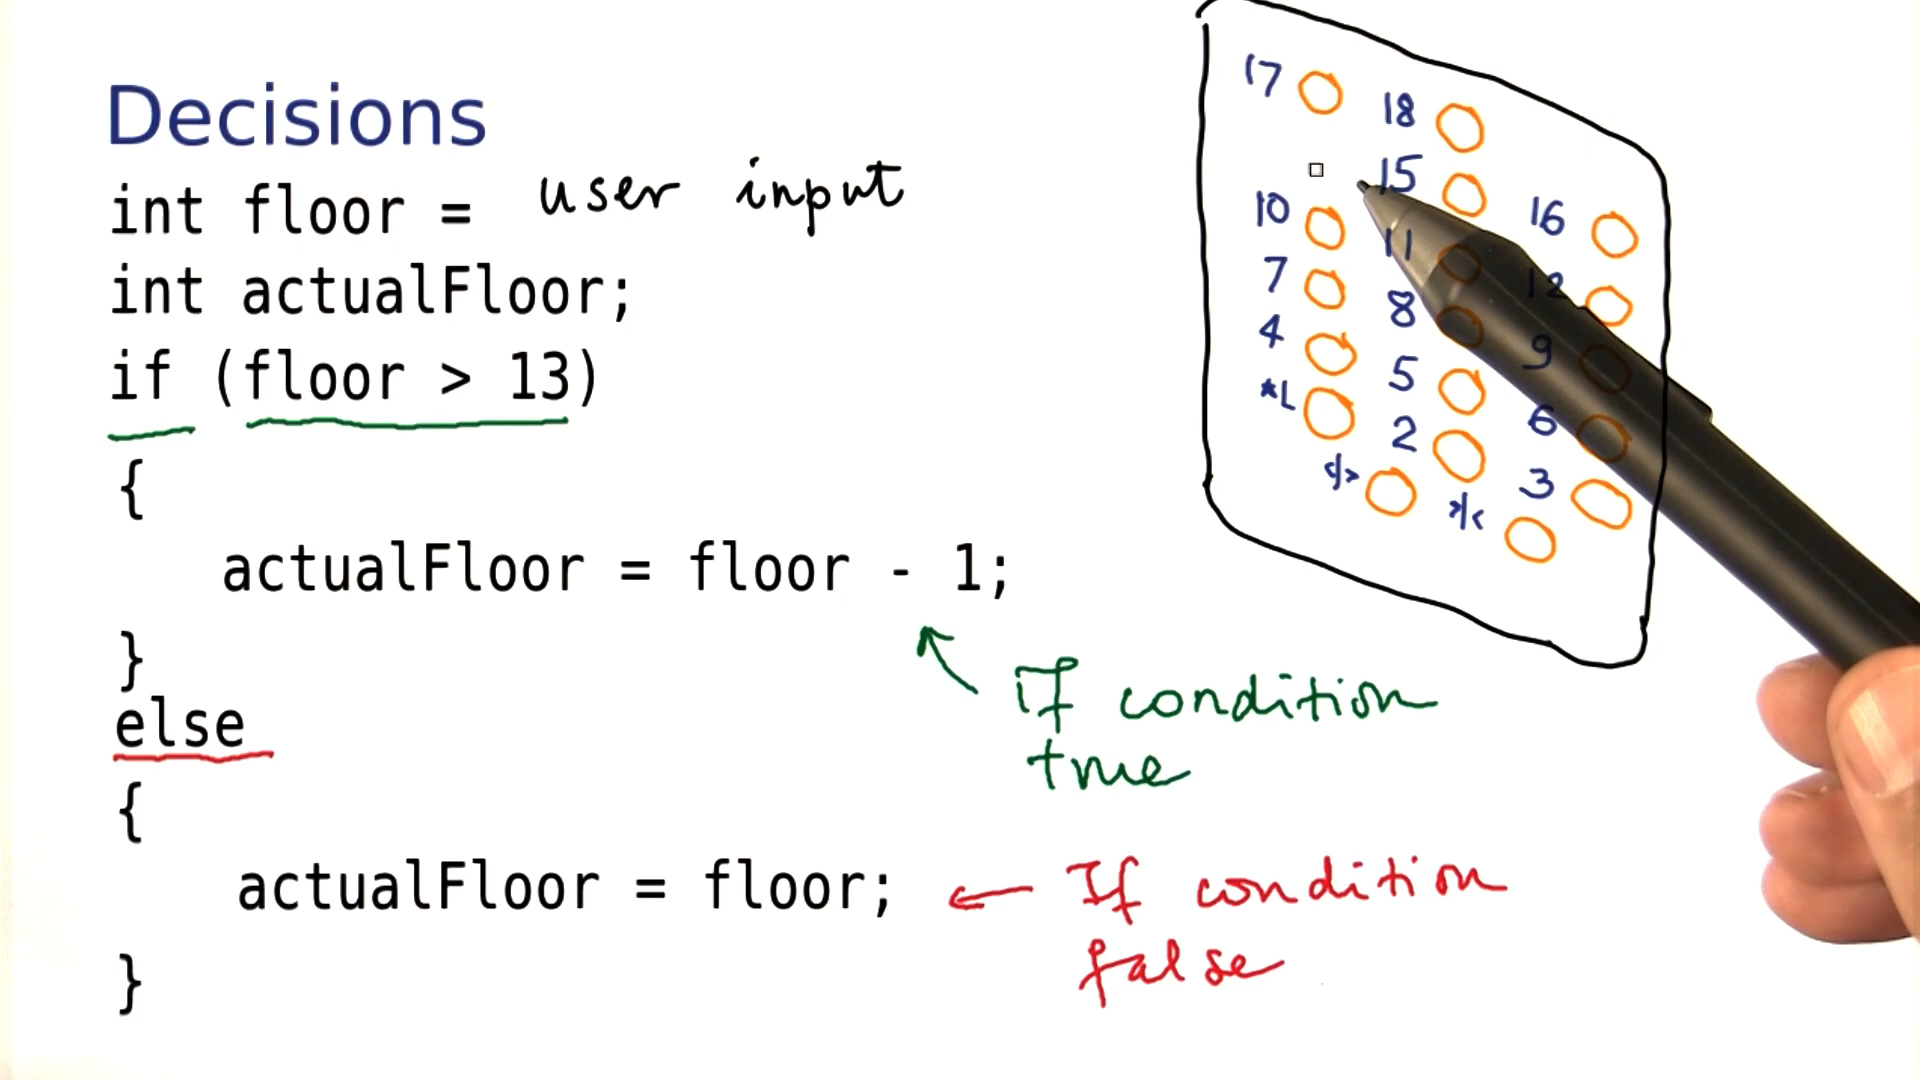 Decisions
int floor = user input
int actualFloor;
if (floor > 13)
{
actualFloor = floor - 1;
}
else
{
actualFloor = floor;
}
If condition
true
If condition
false
17 18
15 16
10 11 12
7 8 9
4 5 6
*L 2 3
<|> >|<